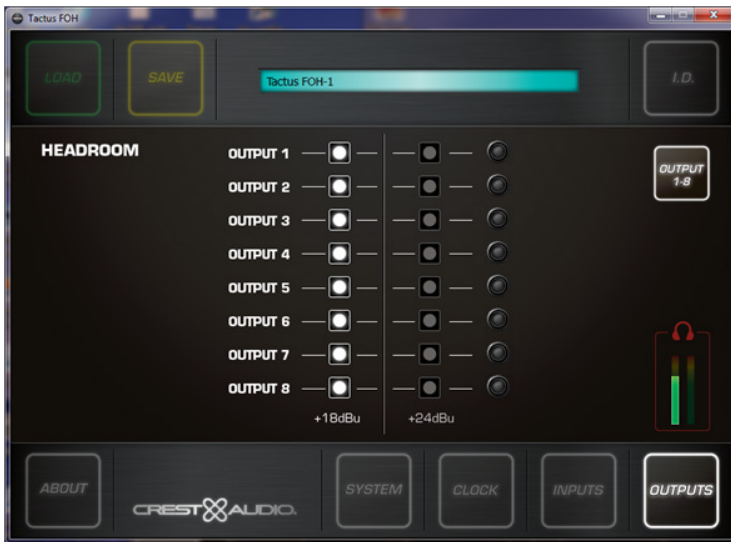 Tactus FOH
LOAD
SAVE
Tactus FOH-1
I.D.
HEADROOM
OUTPUT 1
OUTPUT 2
OUTPUT 3
OUTPUT 4
OUTPUT 5
OUTPUT 6
OUTPUT 7
OUTPUT 8
+18dBu
+24dBu
OUTPUT
1-8
ABOUT
CREST AUDIO.
SYSTEM
CLOCK
INPUTS
OUTPUTS